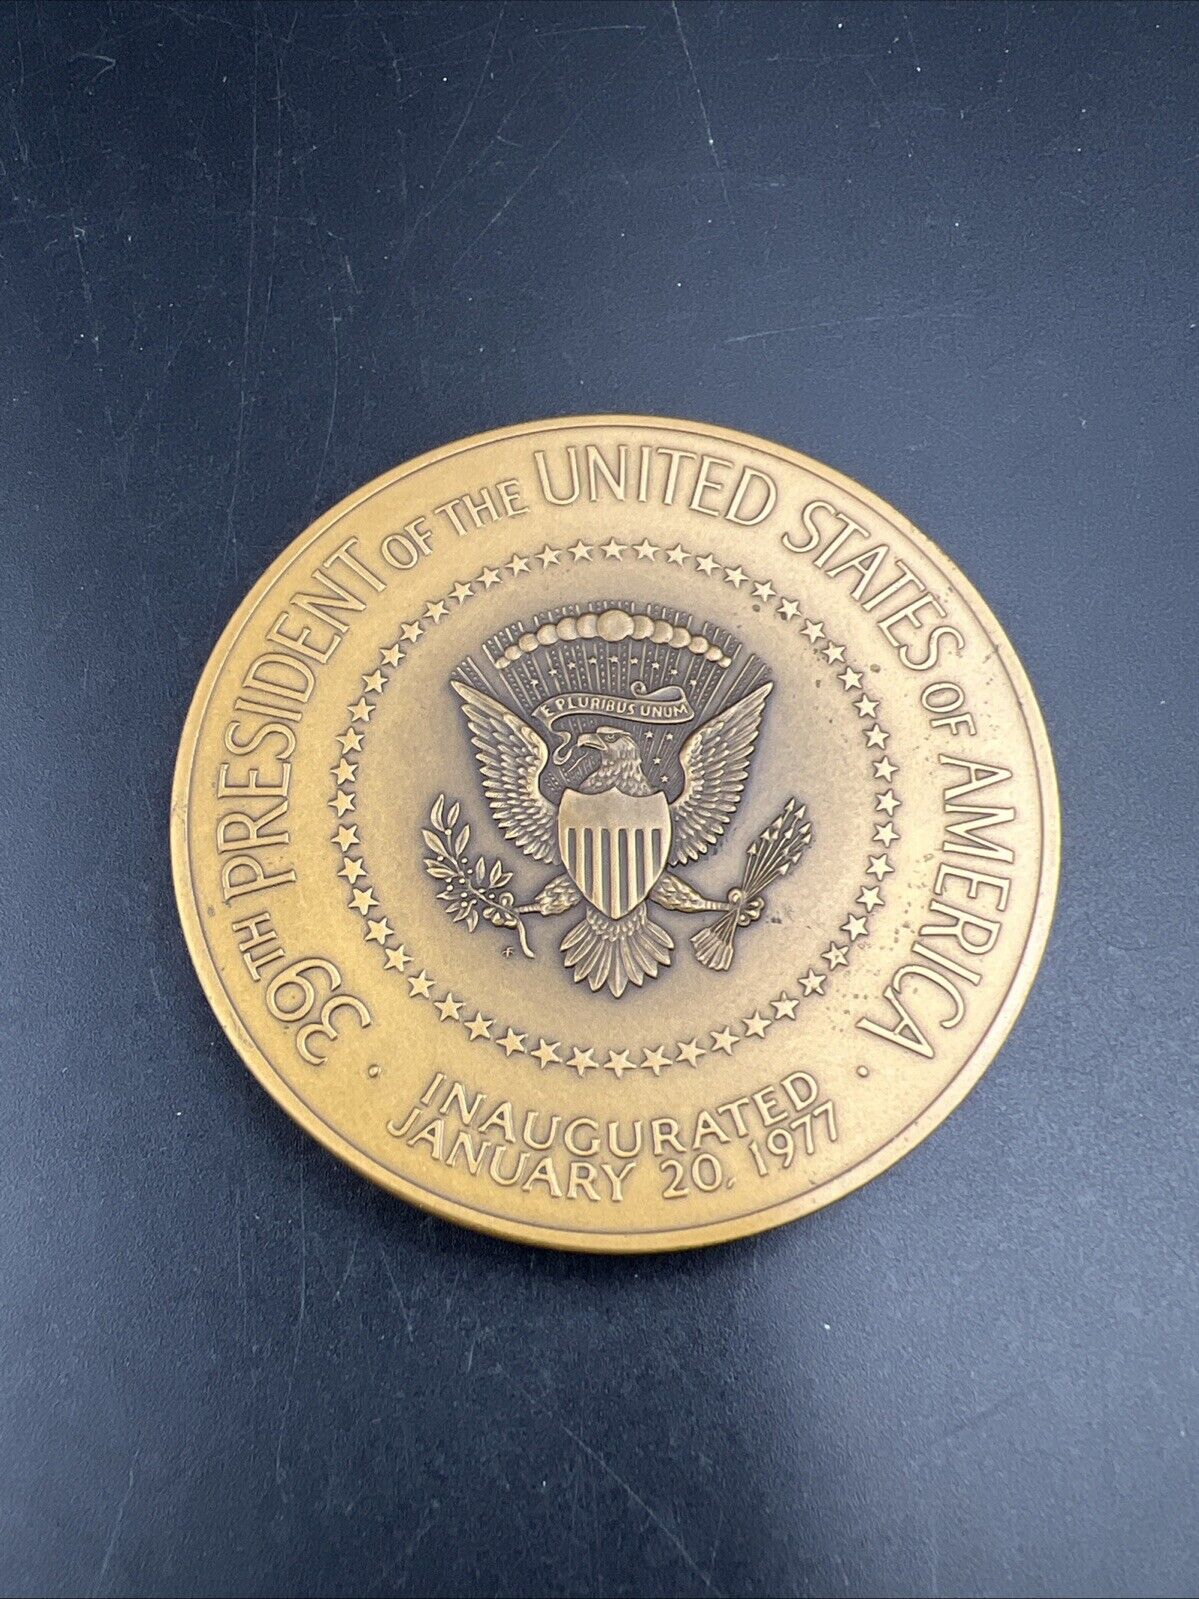 39TH PRESIDENT OF THE UNITED STATES OF AMERICA
E PLURIBUS UNUM
· INAUGURATED ·
JANUARY 20, 1977